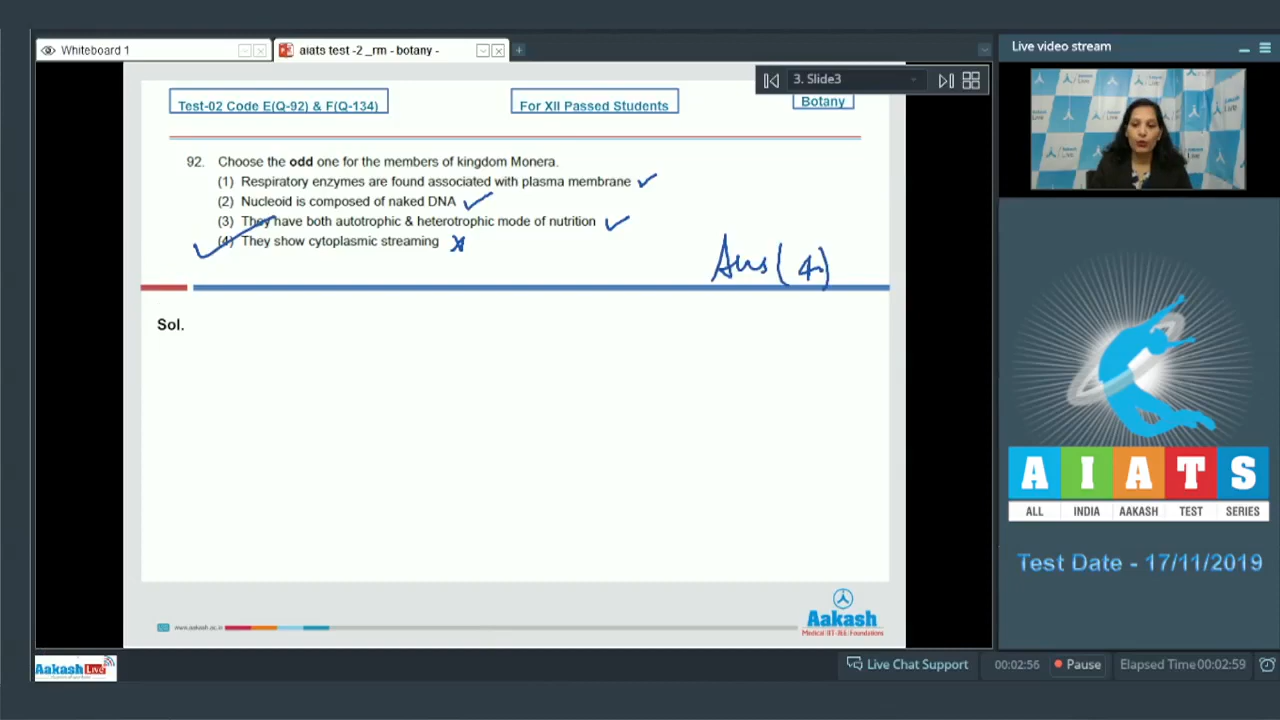 Whiteboard 1
aiats test -2 _rm - botany -
3. Slide3
Live video stream
Test-02 Code E(Q-92) & F(Q-134)
For XII Passed Students
Botany
92. Choose the odd one for the members of kingdom Monera.
(1) Respiratory enzymes are found associated with plasma membrane
(2) Nucleoid is composed of naked DNA
(3) They have both autotrophic & heterotrophic mode of nutrition
(4) They show cytoplasmic streaming
Ans (4)
Sol.
AIATS
ALL INDIA AAKASH TEST SERIES
Test Date - 17/11/2019
www.aakash.ac.in
Aakash
Medical|IIT-JEE|Foundations
Aakash LIVE
Live Chat Support
00:02:56
Pause
Elapsed Time 00:02:59